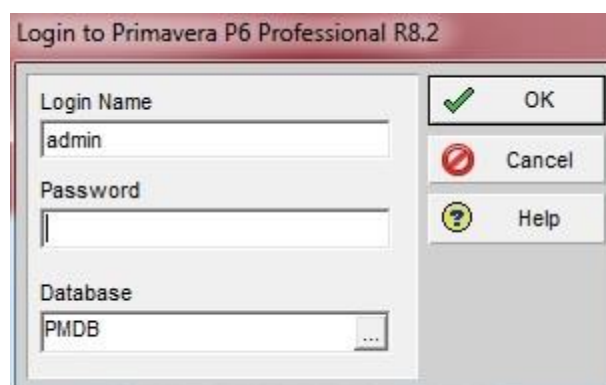 Login to Primavera P6 Professional R8.2
Login Name
admin
Password
Database
PMDB
...
OK
Cancel
Help